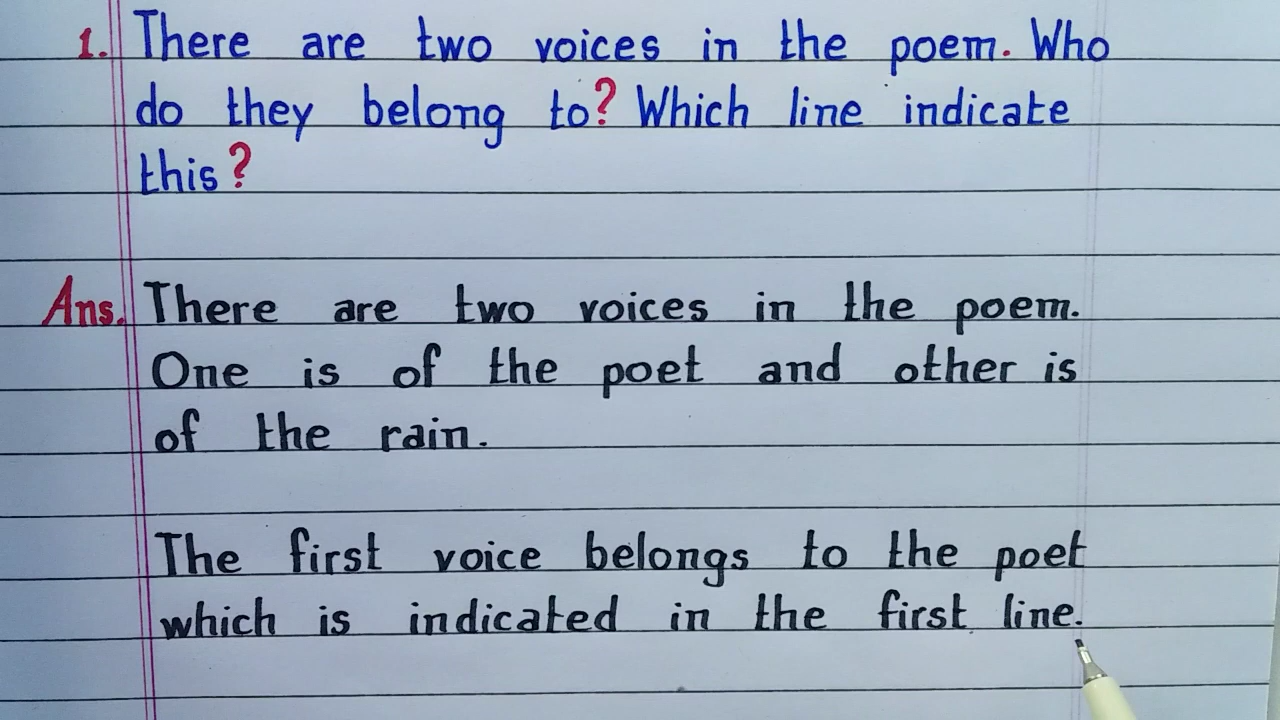 1. There are two voices in the poem. Who
do they belong to? Which line indicate
this?
Ans. There are two voices in the poem.
One is of the poet and other is
of the rain.
The first voice belongs to the poet
which is indicated in the first line.